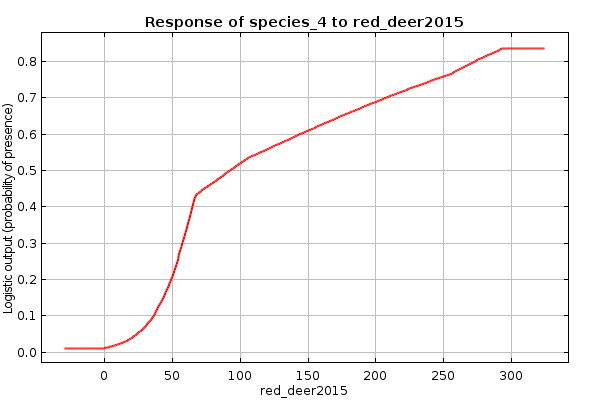 Response of species_4 to red_deer2015
Logistic output (probability of presence)
0.8
0.7
0.6
0.5
0.4
0.3
0.2
0.1
0.0
0 50 100 150 200 250 300
red_deer2015